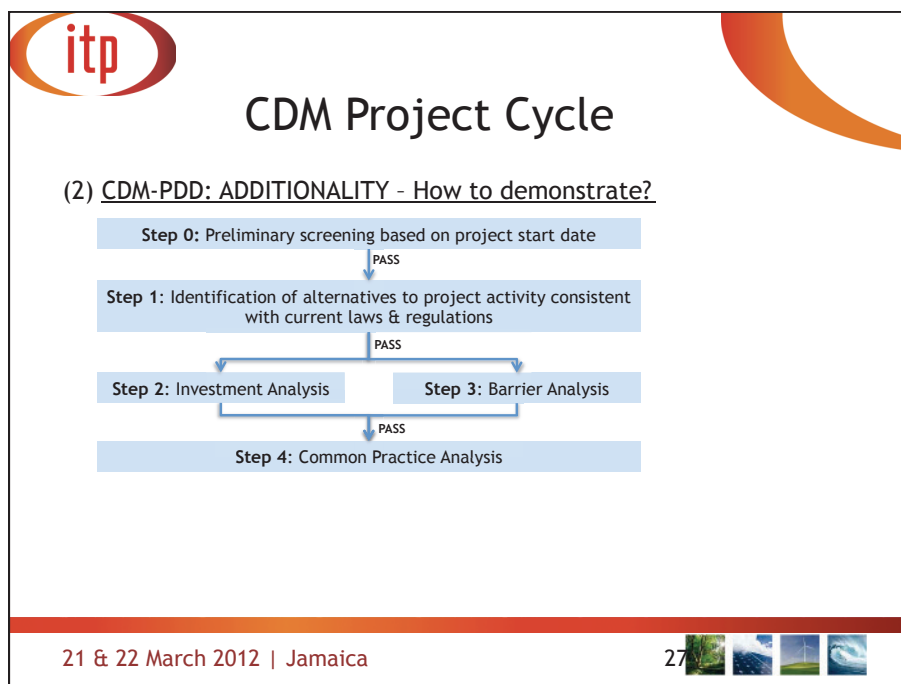 itp
CDM Project Cycle
(2) CDM-PDD: ADDITIONALITY – How to demonstrate?
Step 0: Preliminary screening based on project start date
PASS
Step 1: Identification of alternatives to project activity consistent
with current laws & regulations
PASS
Step 2: Investment Analysis
Step 3: Barrier Analysis
PASS
Step 4: Common Practice Analysis
21 & 22 March 2012 | Jamaica
27